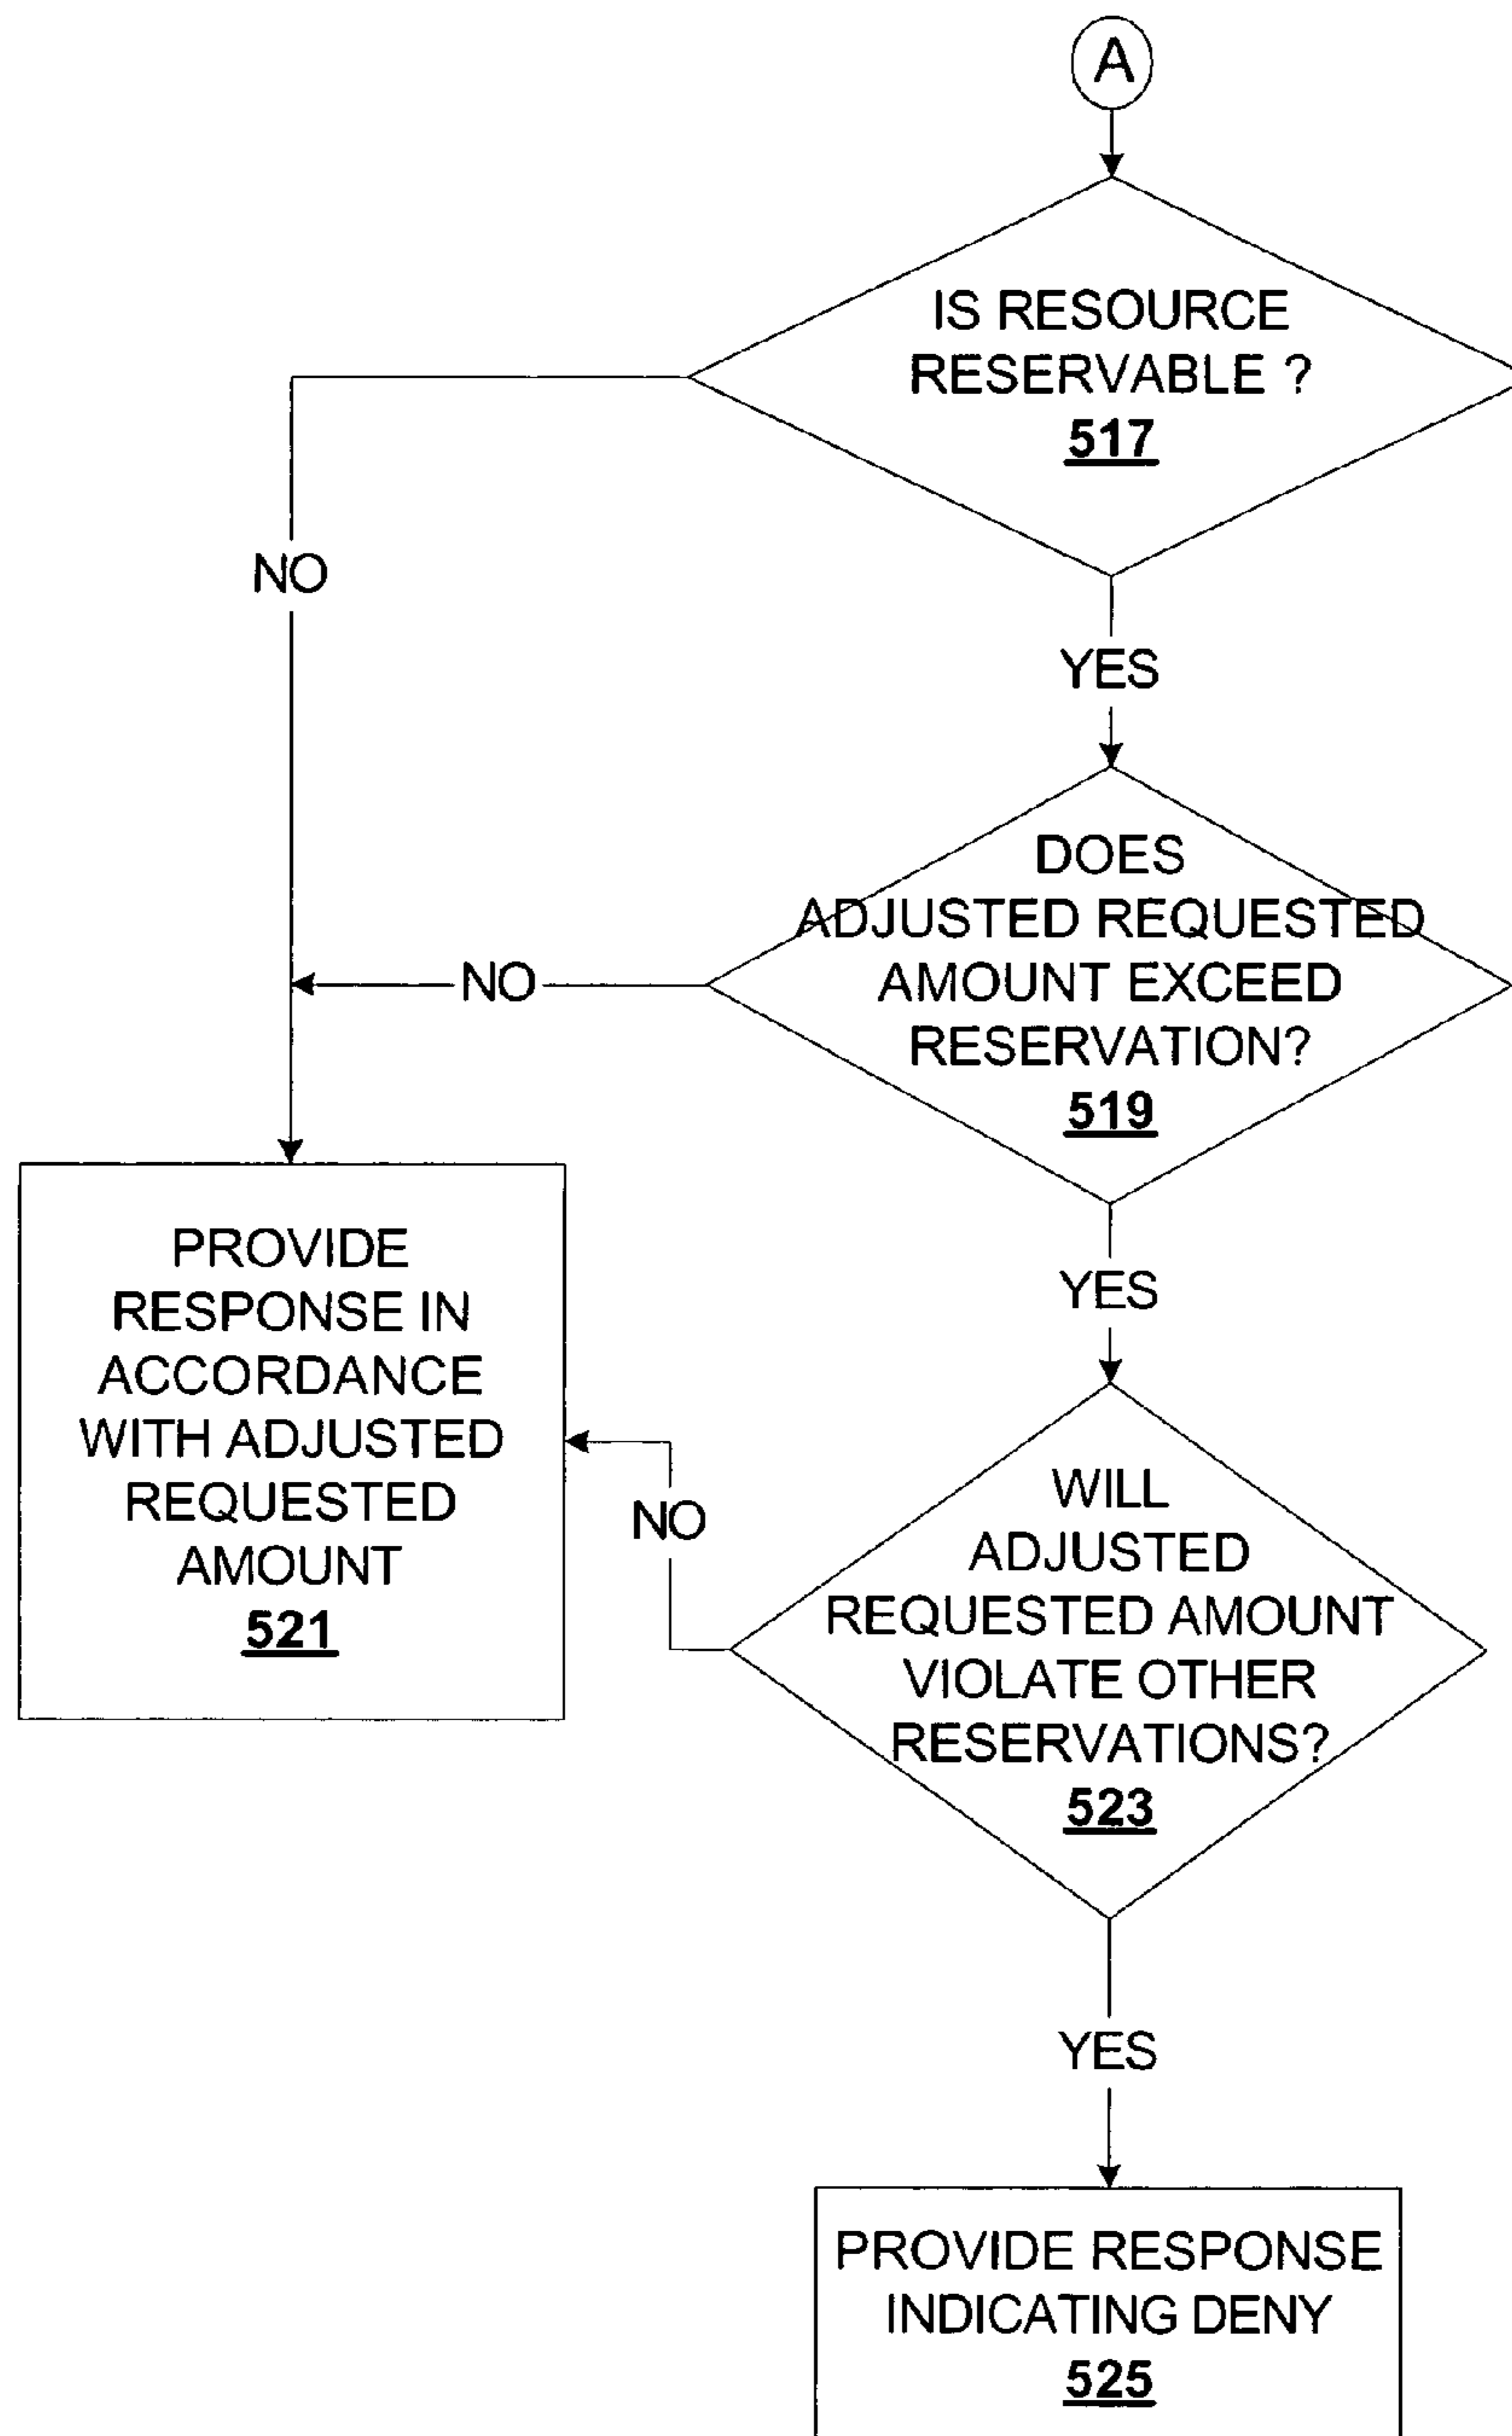 A
IS RESOURCE
RESERVABLE ?
517
NO
YES
DOES
ADJUSTED REQUESTED
AMOUNT EXCEED
RESERVATION?
519
NO
YES
PROVIDE
RESPONSE IN
ACCORDANCE
WITH ADJUSTED
REQUESTED
AMOUNT
521
NO
WILL
ADJUSTED
REQUESTED AMOUNT
VIOLATE OTHER
RESERVATIONS?
523
YES
PROVIDE RESPONSE
INDICATING DENY
525